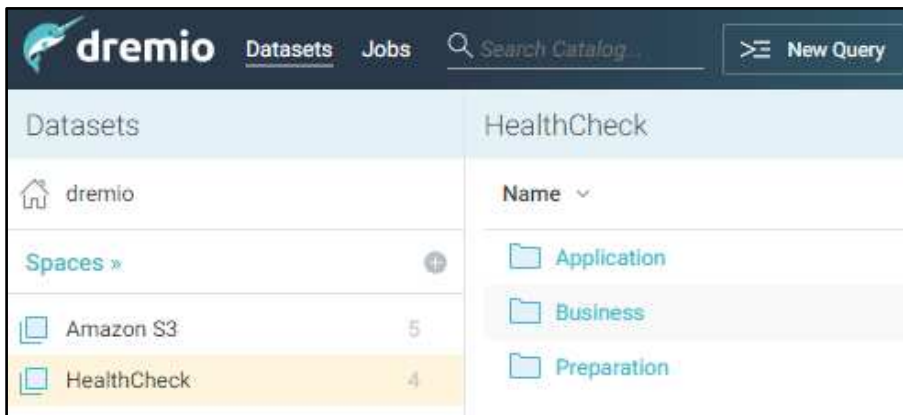 dremio Datasets Jobs Search Catalog... >Ξ New Query
Datasets
HealthCheck
dremio
Name
Spaces »
Application
Business
Amazon S3 5
HealthCheck 4
Preparation